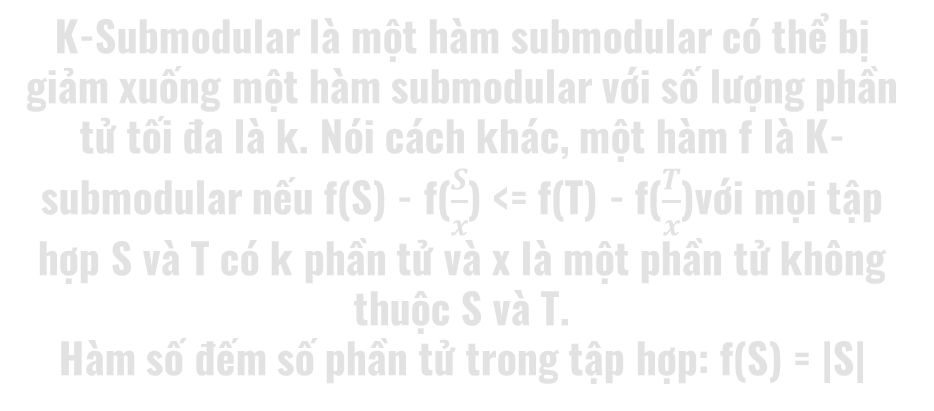 K-Submodular là một hàm submodular có thể bị
giảm xuống một hàm submodular với số lượng phần
tử tối đa là k. Nói cách khác, một hàm f là K-
submodular nếu f(S) - f(\frac{S}{x}) <= f(T) - f(\frac{T}{x})với mọi tập
hợp S và T có k phần tử và x là một phần tử không
thuộc S và T.
Hàm số đếm số phần tử trong tập hợp: f(S) = |S|